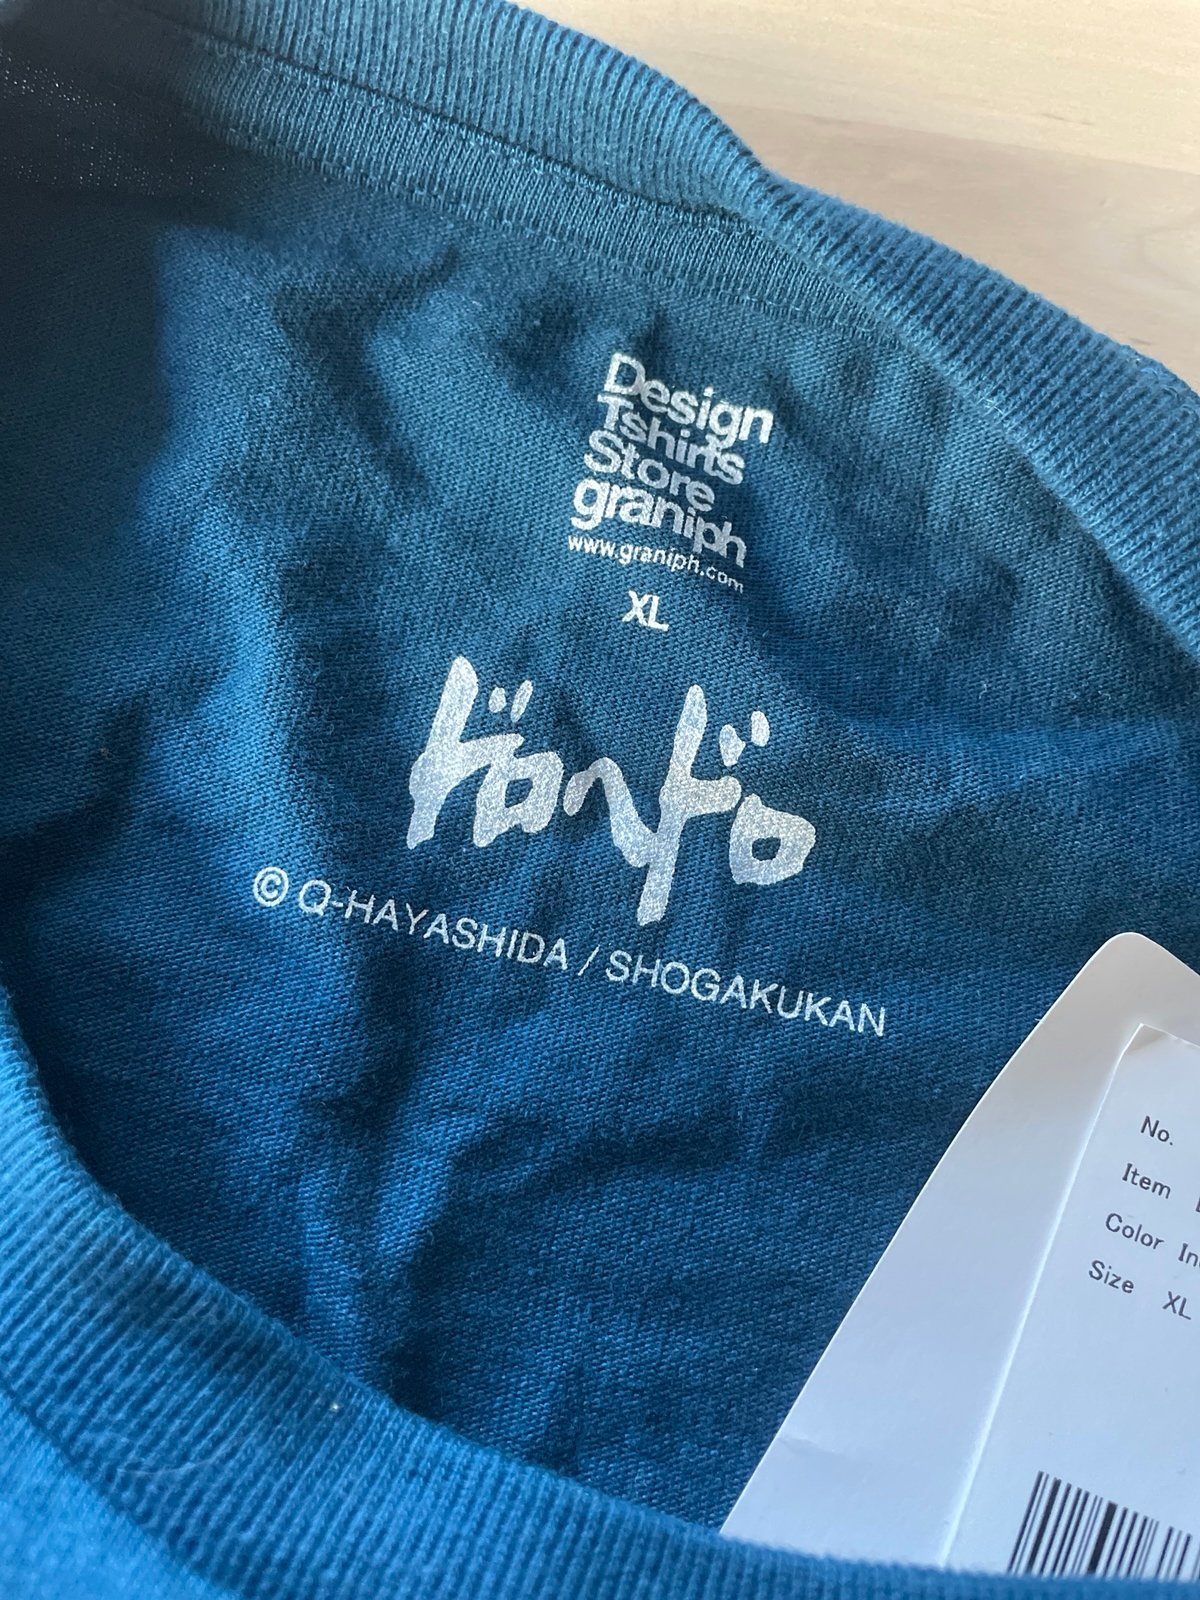 Design
Tshirts
Store
graniph
www.graniph.com
XL
ドロヘドロ
© Q-HAYASHIDA / SHOGAKUKAN
No.
Item
Color
Size XL